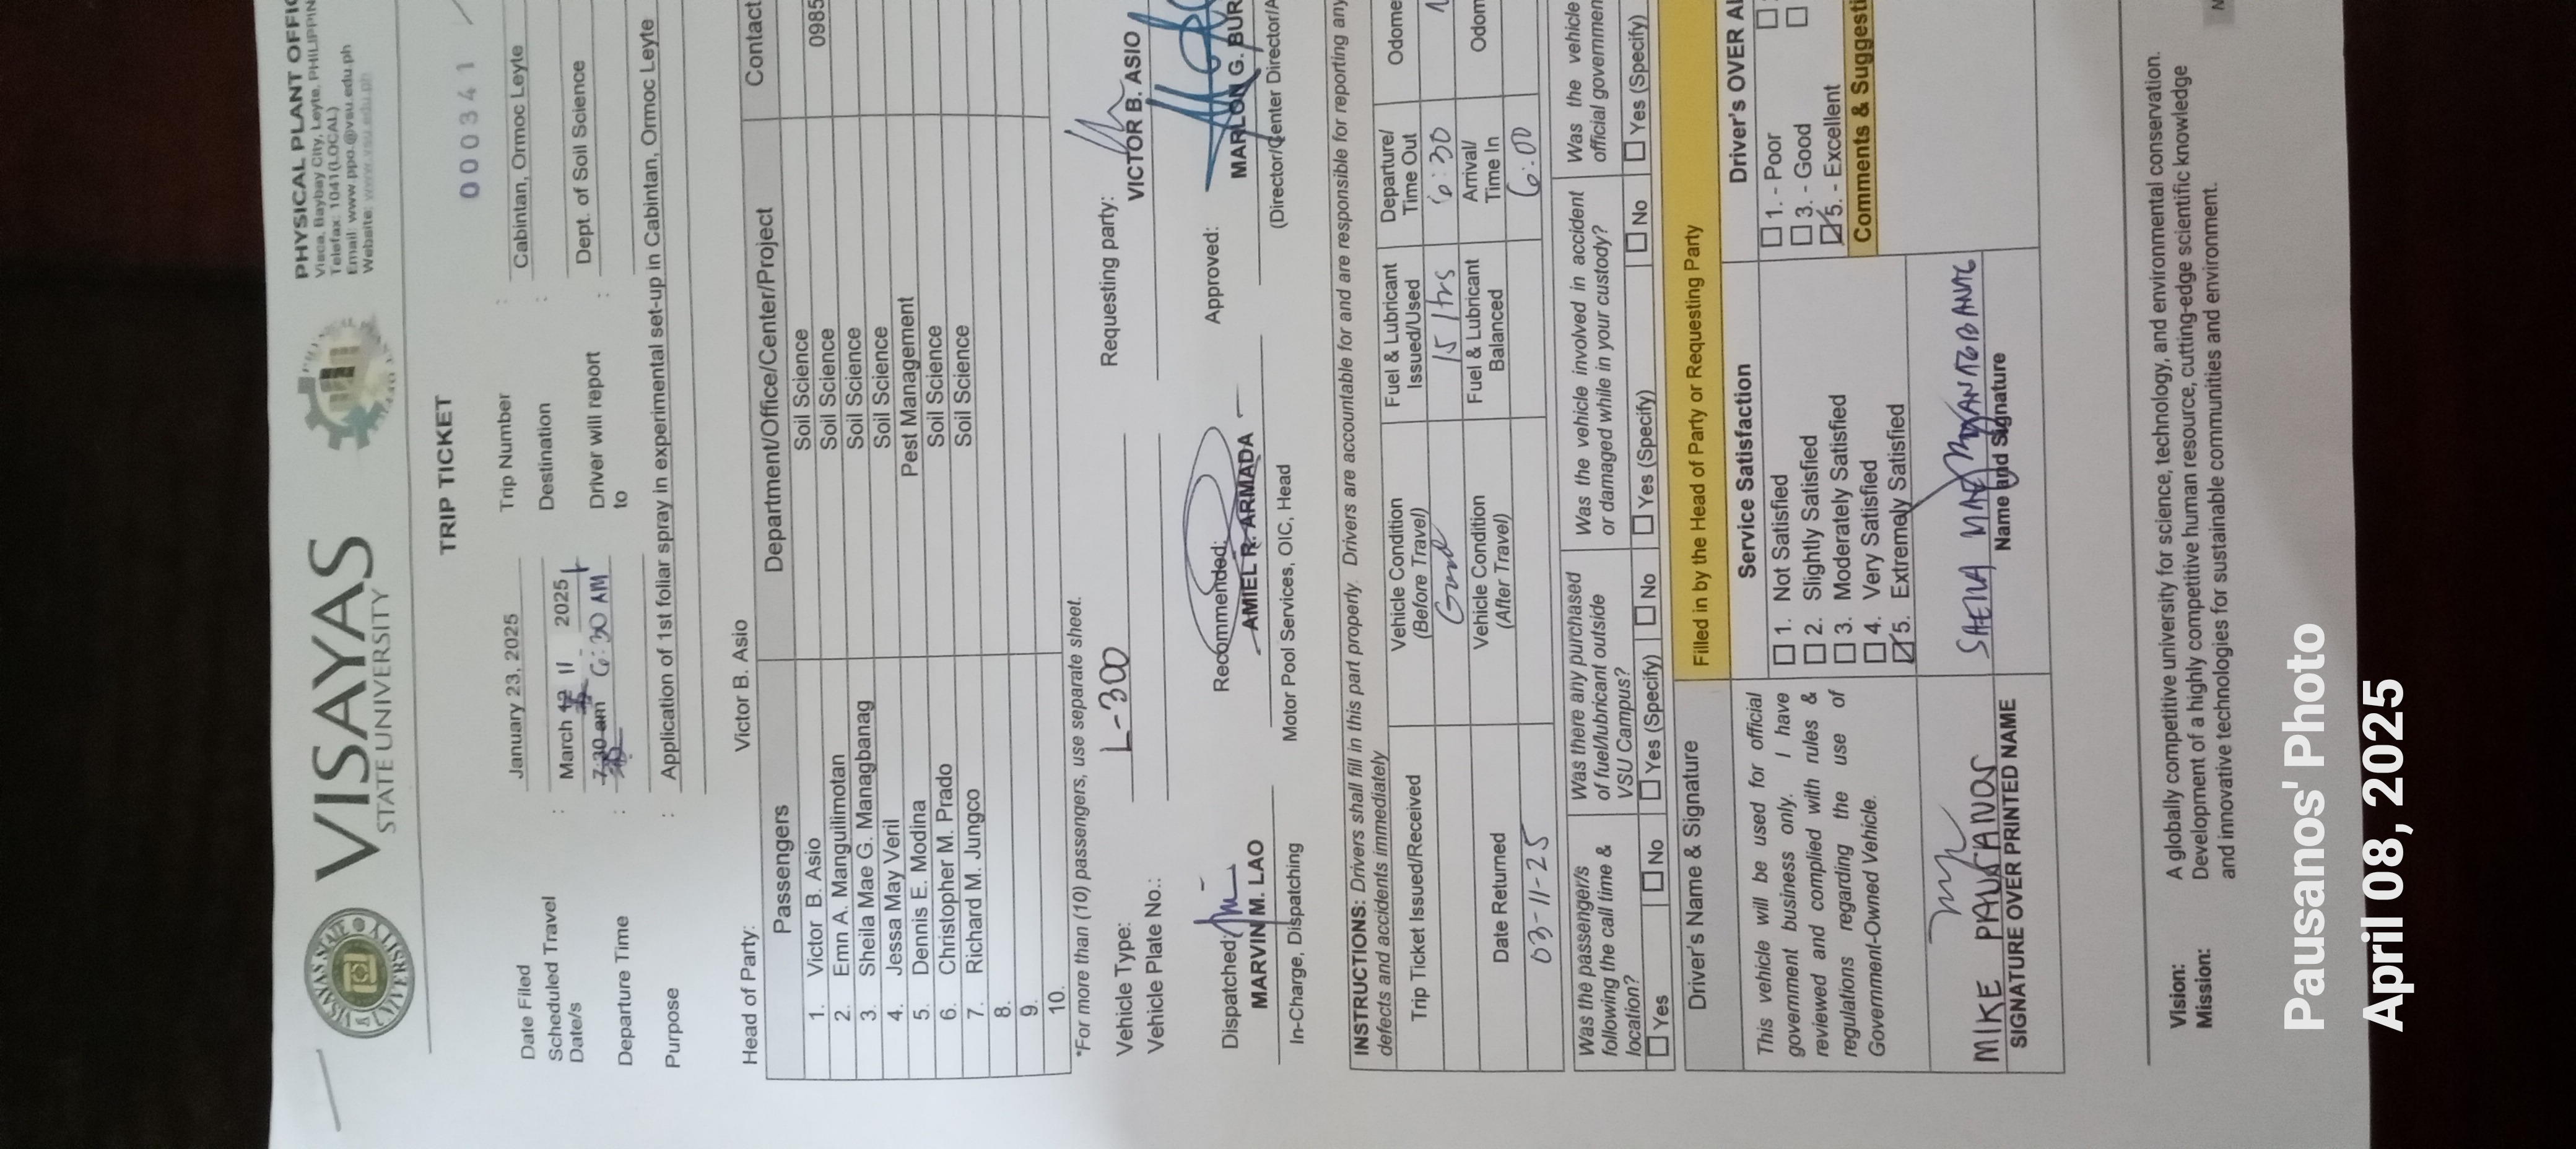 VISAYAS
STATE UNIVERSITY
PHYSICAL PLANT OFFIC
Visca, Baybay City, Leyte, PHILIPPIN
Telefax: 1041 (LOCAL)
Email: www.ppo.@vsu.edu.ph
Website: www.vsu.edu.ph
TRIP TICKET
000341
Date Filed January 23, 2025 Trip Number :
Scheduled Travel Date/s : March 11 2025 Destination : Cabintan, Ormoc Leyte
Departure Time : 7:30 am 6:30 AM Driver will report to : Dept. of Soil Science
Purpose : Application of 1st foliar spray in experimental set-up in Cabintan, Ormoc Leyte
Head of Party: Victor B. Asio
Passengers Department/Office/Center/Project Contact
1. Victor B. Asio Soil Science 0985
2. Emn A. Manguilimotan Soil Science
3. Sheila Mae G. Managbanag Soil Science
4. Jessa May Veril Soil Science
5. Dennis E. Modina Pest Management
6. Christopher M. Prado Soil Science
7. Richard M. Jungco Soil Science
8.
9.
10.
*For more than (10) passengers, use separate sheet.
Vehicle Type: L-300 Requesting party:
Vehicle Plate No.: VICTOR B. ASIO
Dispatched: Recommended: Approved:
MARVIN M. LAO AMIEL R. ARMADA MARLON G. BUR
In-Charge, Dispatching Motor Pool Services, OIC, Head (Director/Center Director/A
INSTRUCTIONS: Drivers shall fill in this part properly. Drivers are accountable for and are responsible for reporting any
defects and accidents immediately
Trip Ticket Issued/Received Vehicle Condition (Before Travel) Fuel & Lubricant Issued/Used Departure/ Time Out Odome
Good 15 ltrs 6:30
Date Returned Vehicle Condition (After Travel) Fuel & Lubricant Balanced Arrival/ Time In Odom
03-11-25 6:00
Was the passenger/s following the call time & location? Was there any purchased of fuel/lubricant outside VSU Campus? Was the vehicle involved in accident or damaged while in your custody? Was the vehicle official governmen
Yes No Yes (Specify) No Yes (Specify) No Yes (Specify)
Filled in by the Head of Party or Requesting Party
Driver's Name & Signature Service Satisfaction Driver's OVER Al
This vehicle will be used for official
government business only. I have
reviewed and complied with rules &
regulations regarding the use of
Government-Owned Vehicle.
1. Not Satisfied
2. Slightly Satisfied
3. Moderately Satisfied
4. Very Satisfied
5. Extremely Satisfied
1. - Poor
3. - Good
5. - Excellent
Comments & Suggesti
MIKE PAUSANOS
SIGNATURE OVER PRINTED NAME
SHEILA MAE MANAGBANAG
Name and Signature
Vision: A globally competitive university for science, technology, and environmental conservation.
Mission: Development of a highly competitive human resource, cutting-edge scientific knowledge
and innovative technologies for sustainable communities and environment.
Pausanos' Photo
April 08, 2025